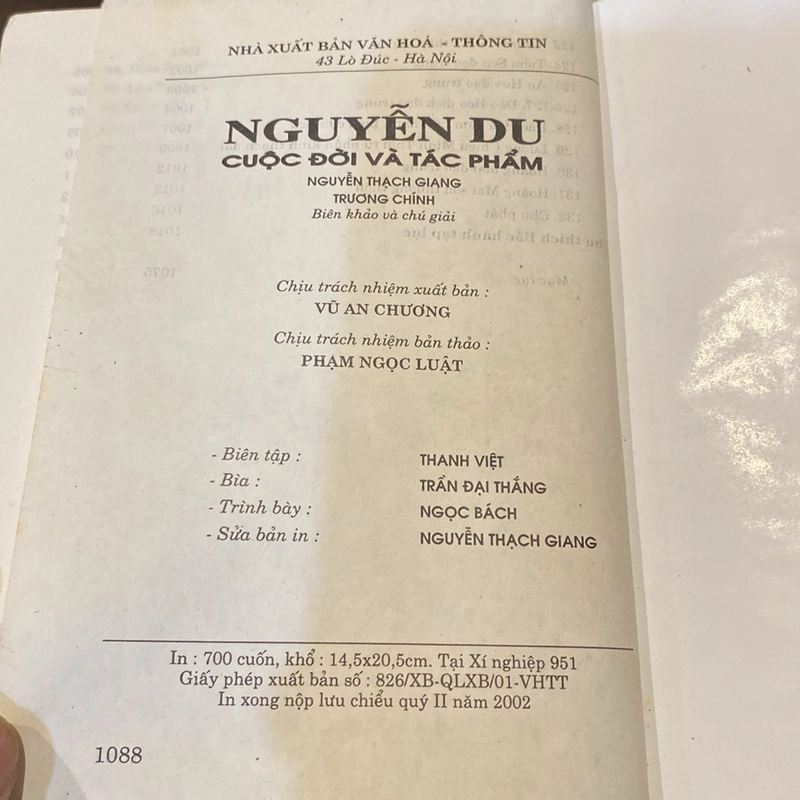 NHÀ XUẤT BẢN VĂN HOÁ - THÔNG TIN
43 Lò Đúc - Hà Nội
NGUYỄN DU
CUỘC ĐỜI VÀ TÁC PHẨM
NGUYỄN THẠCH GIANG
TRƯƠNG CHÍNH
Biên khảo và chú giải
Chịu trách nhiệm xuất bản :
VŨ AN CHƯƠNG
Chịu trách nhiệm bản thảo :
PHẠM NGỌC LUẬT
- Biên tập : THANH VIỆT
- Bìa : TRẦN ĐẠI THẮNG
- Trình bày : NGỌC BÁCH
- Sửa bản in : NGUYỄN THẠCH GIANG
In : 700 cuốn, khổ : 14,5x20,5cm. Tại Xí nghiệp 951
Giấy phép xuất bản số : 826/XB-QLXB/01-VHTT
In xong nộp lưu chiểu quý II năm 2002
1088